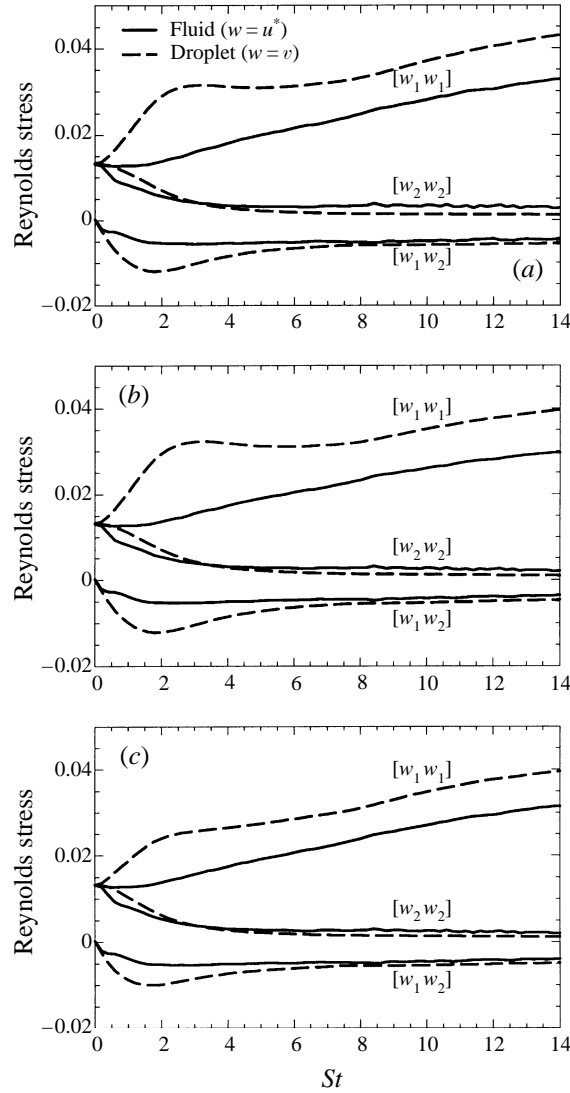 Fluid (w = u*)
Droplet (w = v)
0.04
[w₁w₁]
0.02
[w₂w₂]
0
[w₁w₂]
(a)
−0.02
0 2 4 6 8 10 12 14
Reynolds stress
(b)
0.04
[w₁w₁]
0.02
[w₂w₂]
0
[w₁w₂]
−0.02
0 2 4 6 8 10 12 14
Reynolds stress
(c)
0.04
[w₁w₁]
0.02
[w₂w₂]
0
[w₁w₂]
−0.02
0 2 4 6 8 10 12 14
Reynolds stress
St